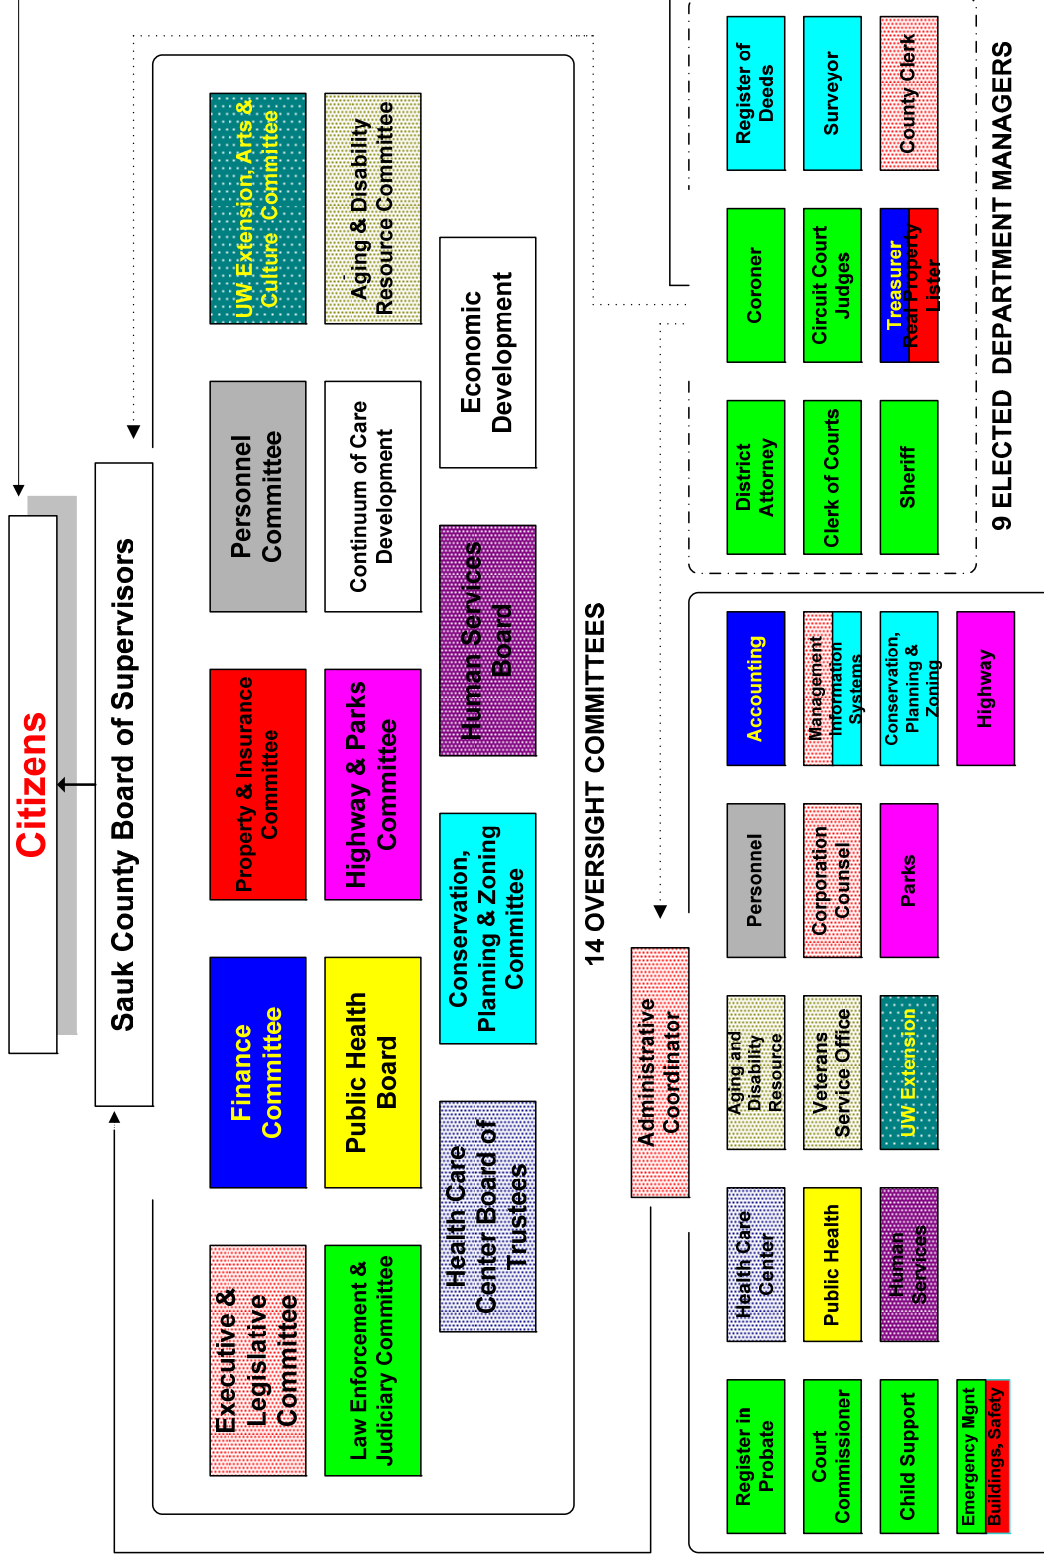 Citizens
Sauk County Board of Supervisors
Executive &
Legislative
Committee
Finance
Committee
Property & Insurance
Committee
Personnel
Committee
UW Extension, Arts &
Culture Committee
Law Enforcement &
Judiciary Committee
Public Health
Board
Highway & Parks
Committee
Continuum of Care
Development
Aging & Disability
Resource Committee
Health Care
Center Board of
Trustees
Conservation,
Planning & Zoning
Committee
Human Services
Board
Economic
Development
14 OVERSIGHT COMMITTEES
Administrative
Coordinator
Register in
Probate
Health Care
Center
Aging and
Disability
Resource
Personnel
Accounting
Court
Commissioner
Public Health
Veterans
Service Office
Corporation
Counsel
Management
Information
Systems
Child Support
Human
Services
UW Extension
Parks
Conservation,
Planning &
Zoning
Emergency Mgnt
Buildings, Safety
Highway
District
Attorney
Coroner
Register of
Deeds
Clerk of Courts
Circuit Court
Judges
Surveyor
Sheriff
Treasurer
Real Property
Lister
County Clerk
9 ELECTED DEPARTMENT MANAGERS